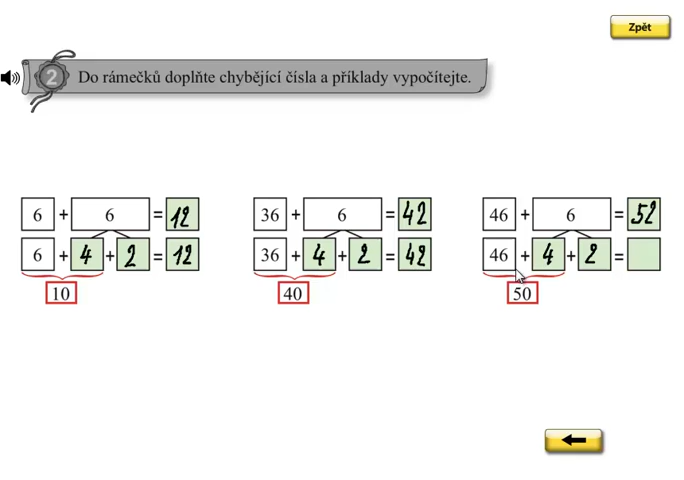 Zpět
2 Do rámečků doplňte chybějící čísla a příklady vypočítejte.
6 + 6 = 12 36 + 6 = 42 46 + 6 = 52
6 + 4 + 2 = 12 36 + 4 + 2 = 42 46 + 4 + 2 =
10 40 50